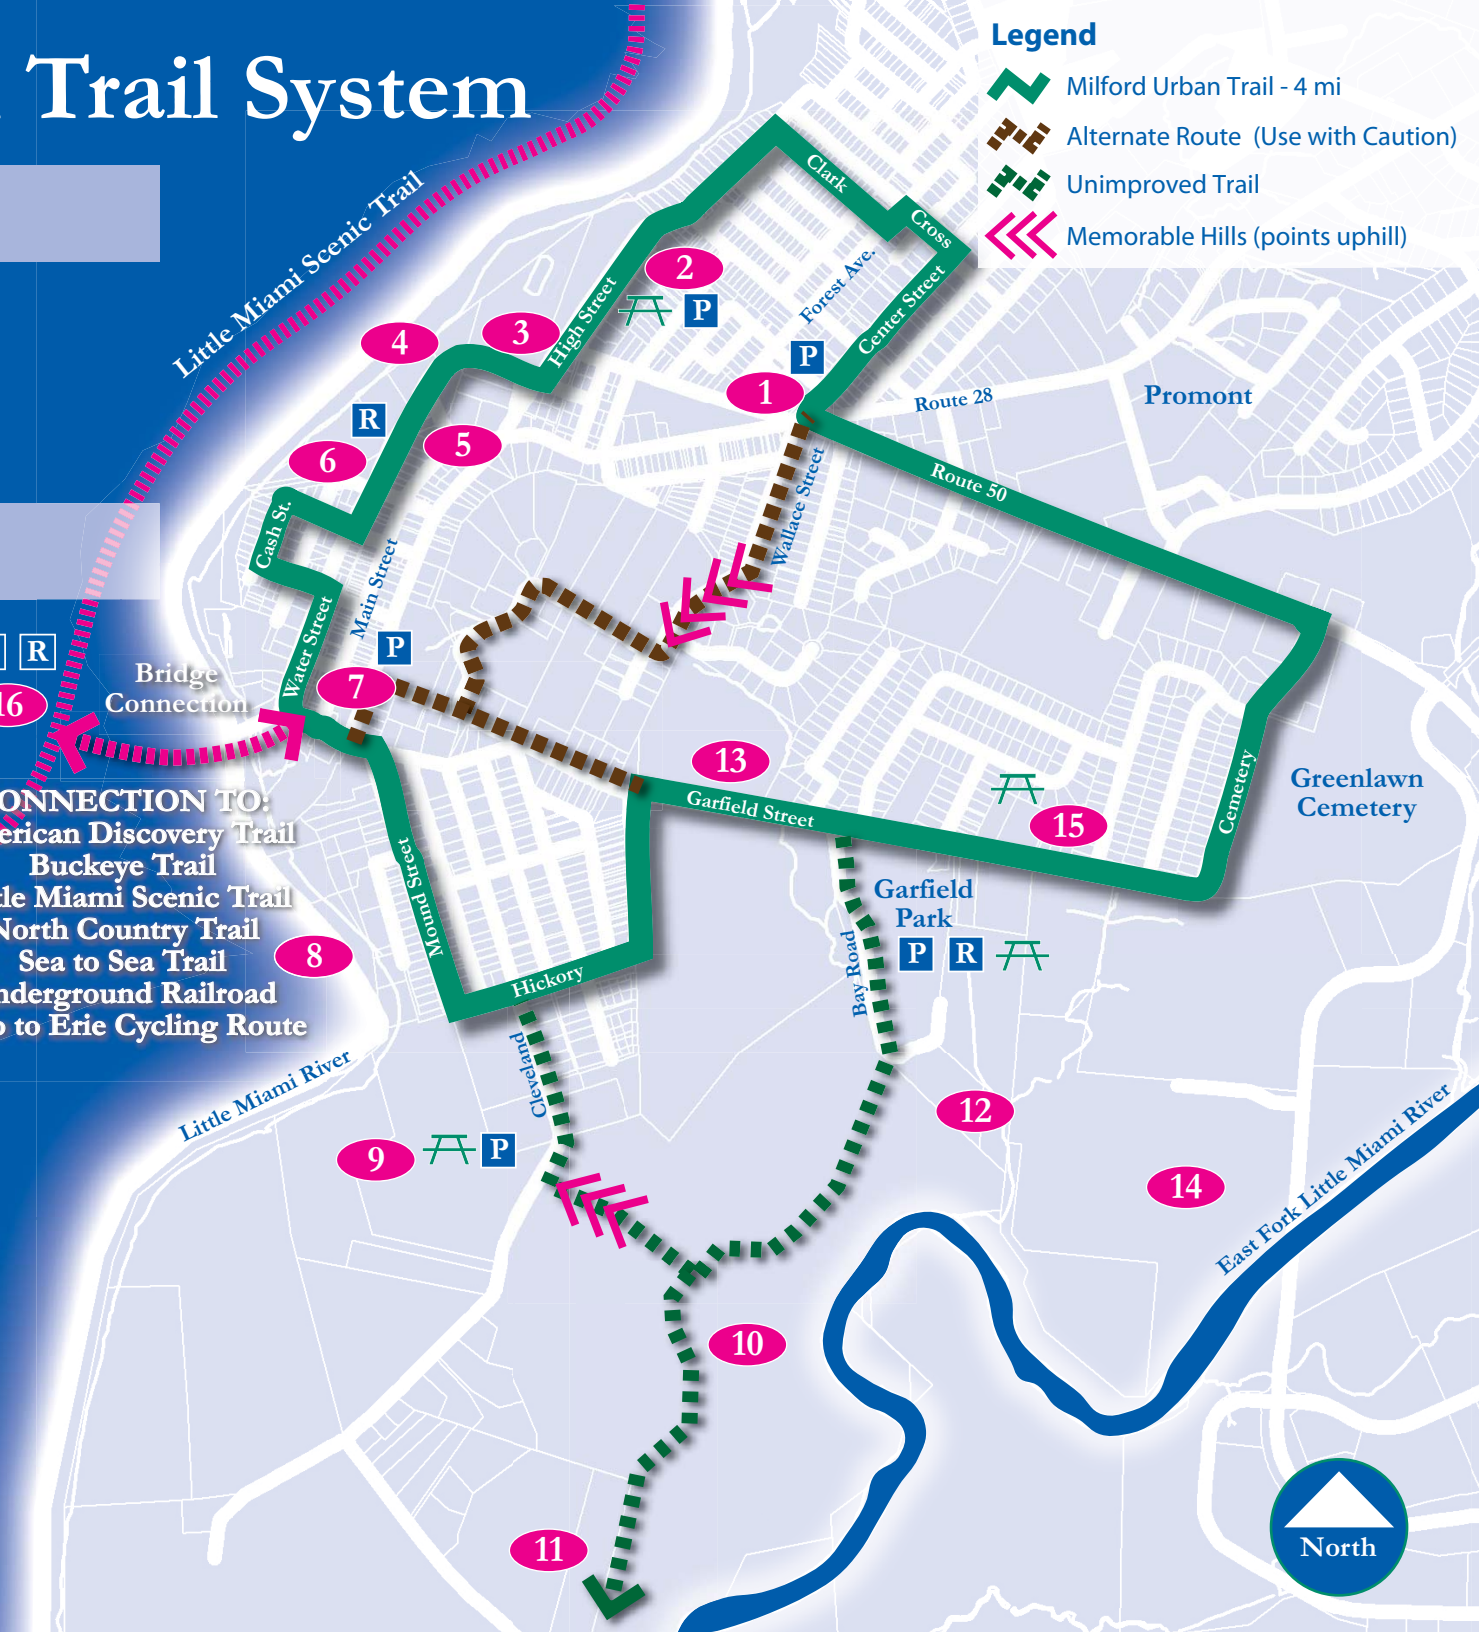 Trail System
Legend
Milford Urban Trail - 4 mi
Alternate Route (Use with Caution)
Unimproved Trail
Memorable Hills (points uphill)
Little Miami Scenic Trail
Clark
Cross
Forest Ave.
Center Street
High Street
2
P
3
4
P
1
Route 28
Promont
R
5
6
Route 50
Wallace Street
Cash St.
Main Street
Water Street
P
7
R
16
Bridge
Connection
13
Garfield Street
15
Cemetery
Greenlawn
Cemetery
ONNECTION TO:
erican Discovery Trail
Buckeye Trail
tle Miami Scenic Trail
North Country Trail
Sea to Sea Trail
nderground Railroad
o to Erie Cycling Route
Mound Street
8
Hickory
Garfield
Park
P
R
Bay Road
Cleveland
Little Miami River
9
P
12
14
East Fork Little Miami River
10
11
North